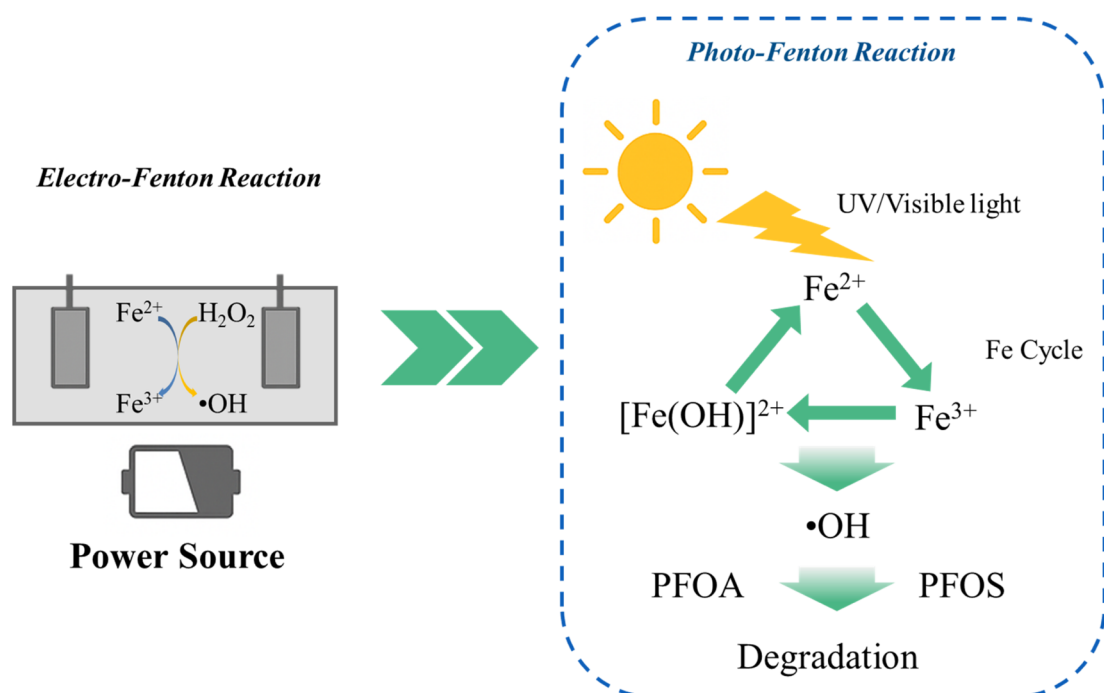 Electro-Fenton Reaction
Fe²⁺ H₂O₂
Fe³⁺ •OH
Power Source
Photo-Fenton Reaction
UV/Visible light
Fe²⁺
Fe Cycle
[Fe(OH)]²⁺ Fe³⁺
•OH
PFOA PFOS
Degradation